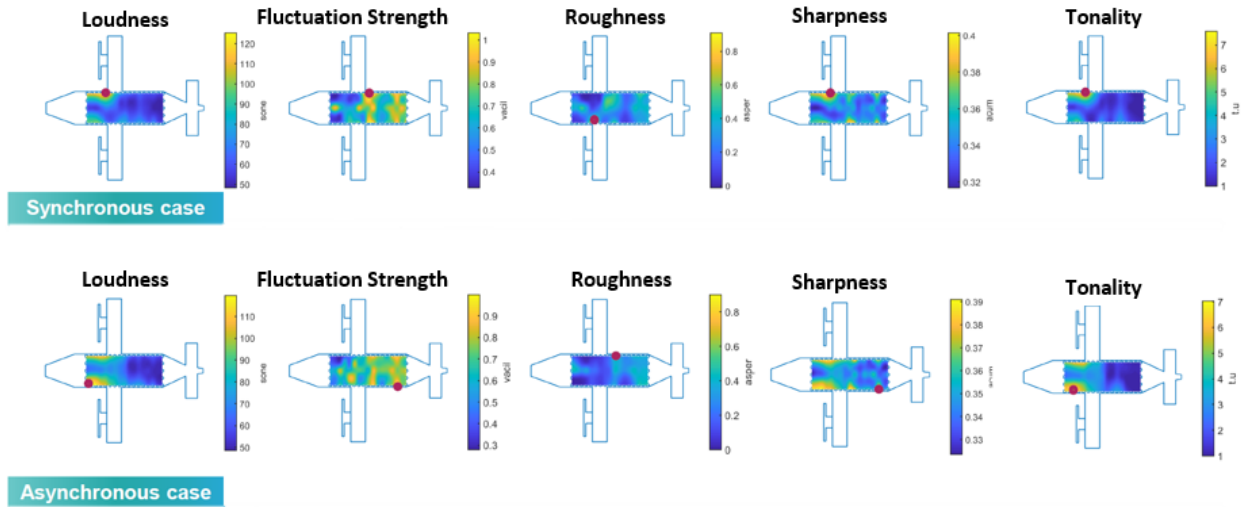 Loudness
Fluctuation Strength
Roughness
Sharpness
Tonality
120
110
100
90
80
70
60
50
sone
1
0.9
0.8
0.7
0.6
0.5
0.4
vacil
0.8
0.6
0.4
0.2
0
asper
0.4
0.38
0.36
0.34
0.32
acum
7
6
5
4
3
2
1
t.u
Synchronous case
Loudness
Fluctuation Strength
Roughness
Sharpness
Tonality
110
100
90
80
70
60
50
sone
0.9
0.8
0.7
0.6
0.5
0.4
0.3
vacil
0.8
0.6
0.4
0.2
0
asper
0.39
0.38
0.37
0.36
0.35
0.34
0.33
acum
7
6
5
4
3
2
1
t.u
Asynchronous case